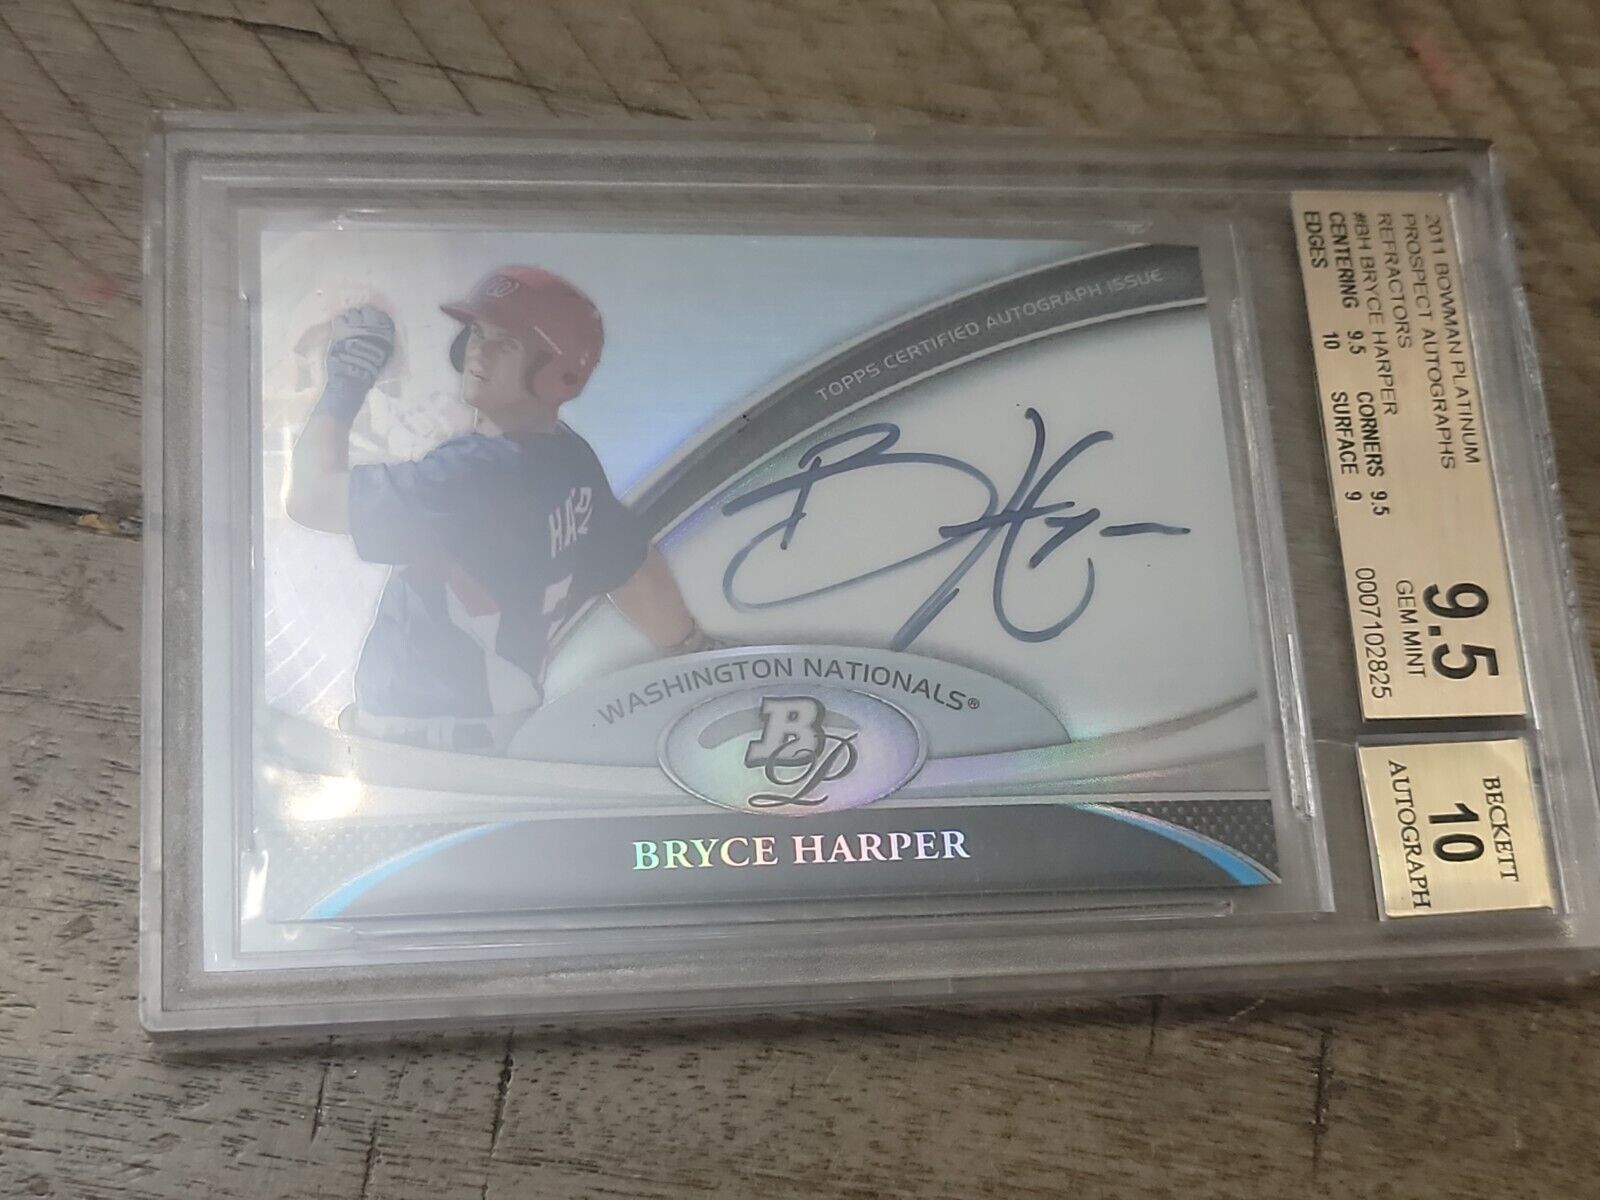 TOPPS CERTIFIED AUTOGRAPH ISSUE
HAR
WASHINGTON NATIONALS®
BP
BRYCE HARPER
2011 BOWMAN PLATINUM
PROSPECT AUTOGRAPHS
REFRACTORS
#BH BRYCE HARPER
CENTERING 9.5 CORNERS 9.5
EDGES 10 SURFACE 9
9.5
GEM MINT
0007102825
BECKETT
10
AUTOGRAPH